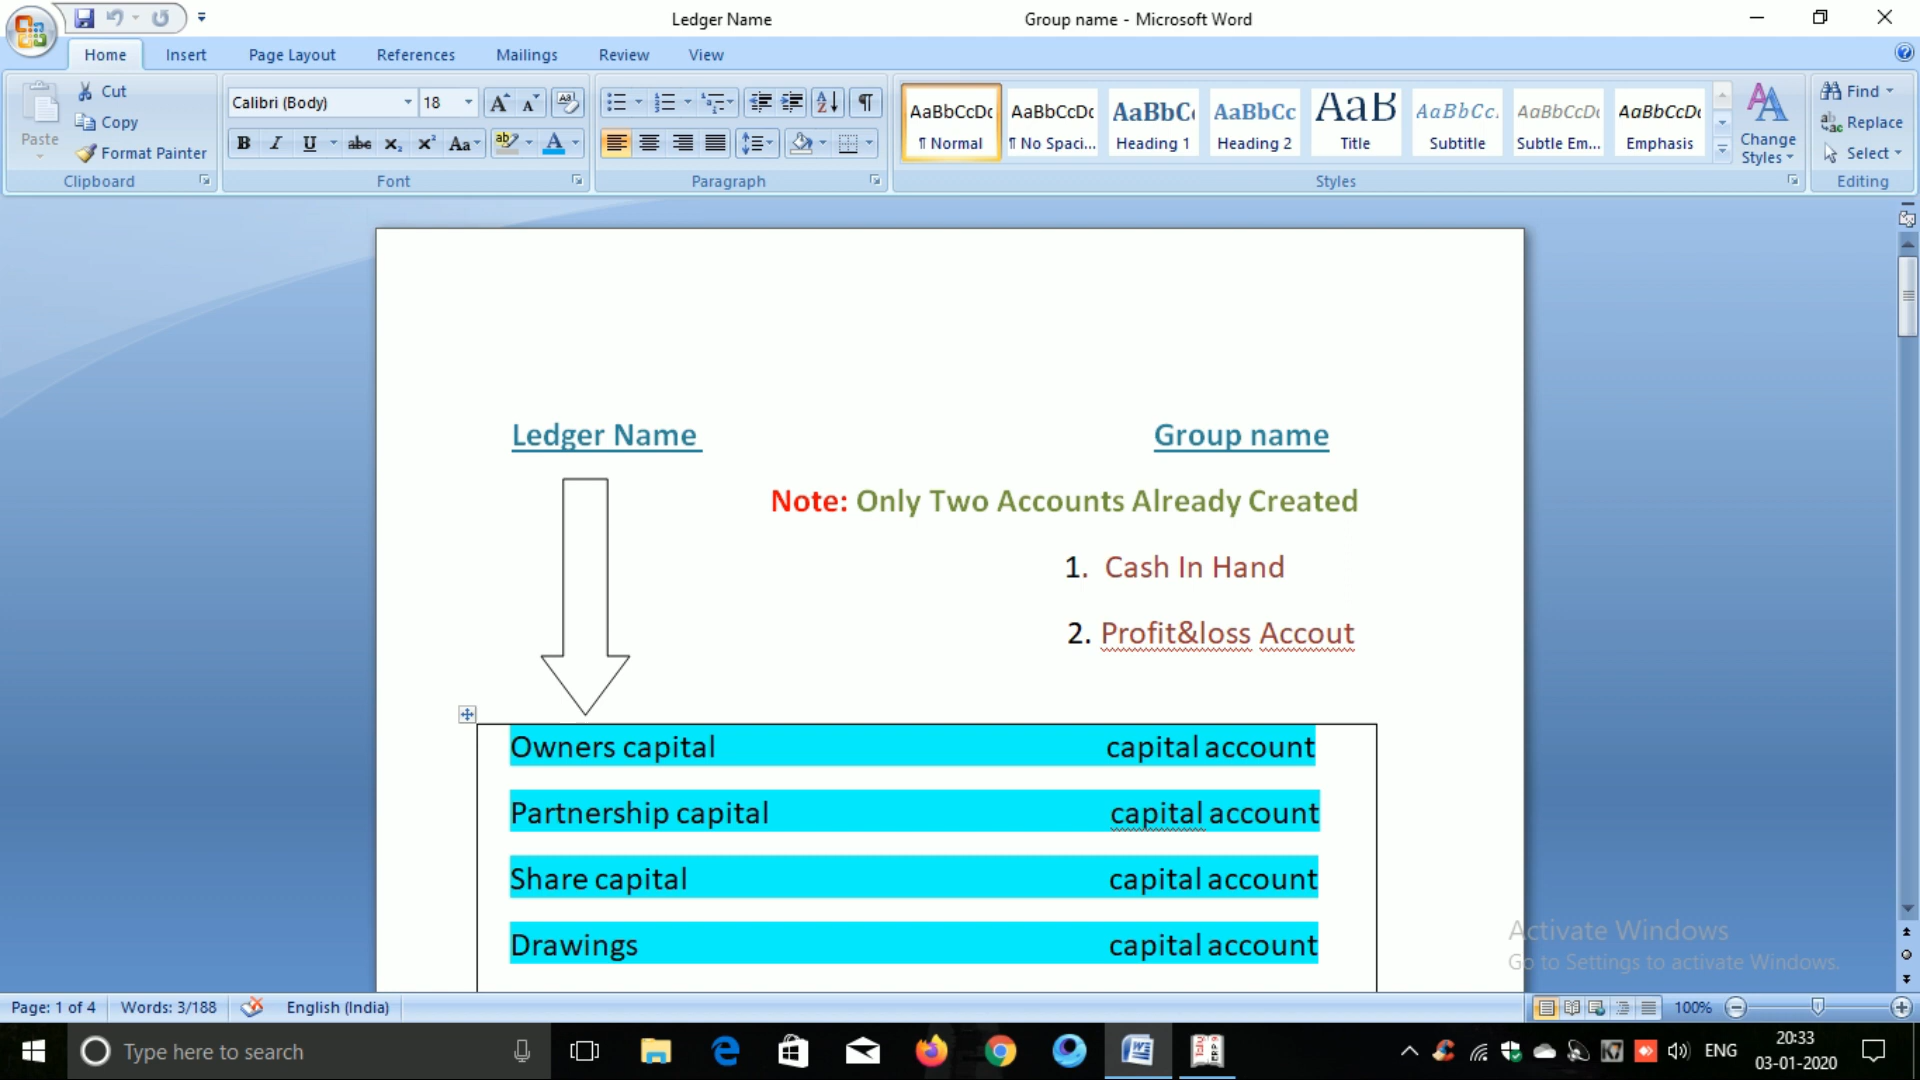 Ledger Name Group name - Microsoft Word
Home Insert Page Layout References Mailings Review View
Paste
Cut
Copy
Format Painter
Clipboard
Calibri (Body) 18
Font
Paragraph
AaBbCcDc AaBbCcDc AaBbC AaBbCc AaB AaBbCc. AaBbCcDc AaBbCcDc
¶ Normal ¶ No Spaci... Heading 1 Heading 2 Title Subtitle Subtle Em... Emphasis
Change Styles
Styles
Find
Replace
Select
Editing
Ledger Name Group name
Note: Only Two Accounts Already Created
1. Cash In Hand
2. Profit&loss Accout
Owners capital capital account
Partnership capital capital account
Share capital capital account
Drawings capital account
Activate Windows
Go to Settings to activate Windows.
Page: 1 of 4 Words: 3/188 English (India) 100%
Type here to search
ENG
20:33
03-01-2020